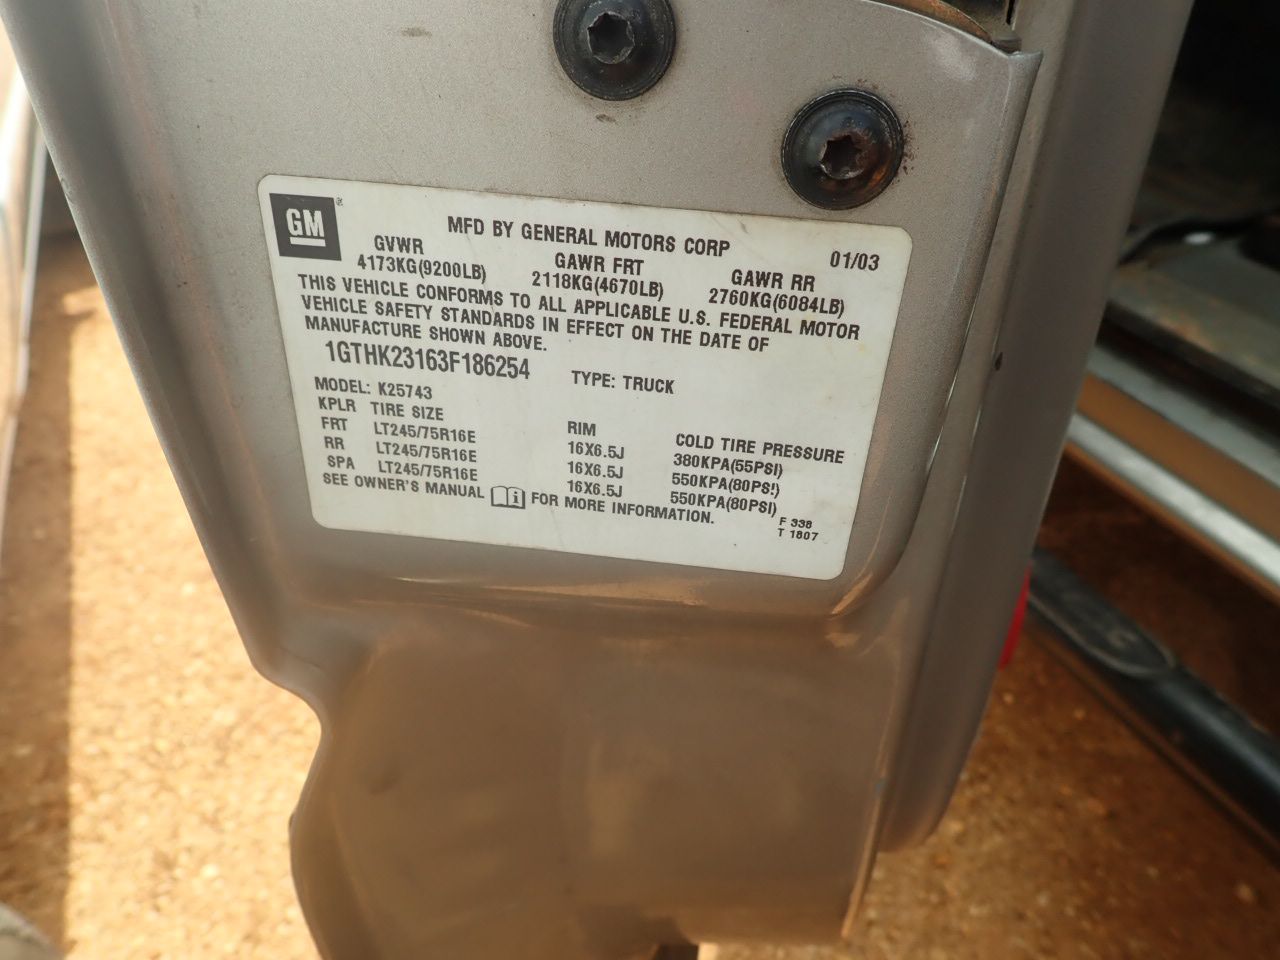 GM ®
MFD BY GENERAL MOTORS CORP
01/03
GVWR GAWR FRT GAWR RR
4173KG(9200LB) 2118KG(4670LB) 2760KG(6084LB)
THIS VEHICLE CONFORMS TO ALL APPLICABLE U.S. FEDERAL MOTOR
VEHICLE SAFETY STANDARDS IN EFFECT ON THE DATE OF
MANUFACTURE SHOWN ABOVE.
1GTHK23163F186254 TYPE: TRUCK
MODEL: K25743
KPLR TIRE SIZE RIM COLD TIRE PRESSURE
FRT LT245/75R16E 16X6.5J 380KPA(55PSI)
RR LT245/75R16E 16X6.5J 550KPA(80PSI)
SPA LT245/75R16E 16X6.5J 550KPA(80PSI)
SEE OWNER'S MANUAL i FOR MORE INFORMATION.
F 338
T 1807